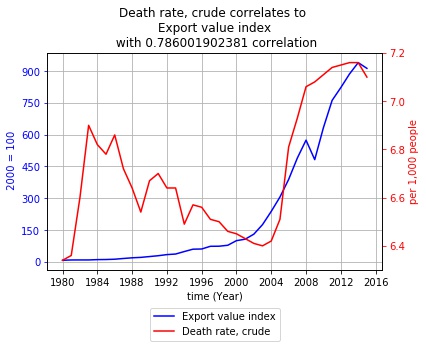 Death rate, crude correlates to
Export value index
with 0.786001902381 correlation
2000 = 100
900
750
600
450
300
150
0
7.2
7.0
6.8
6.6
6.4
per 1,000 people
1980 1984 1988 1992 1996 2000 2004 2008 2012 2016
time (Year)
Export value index
Death rate, crude